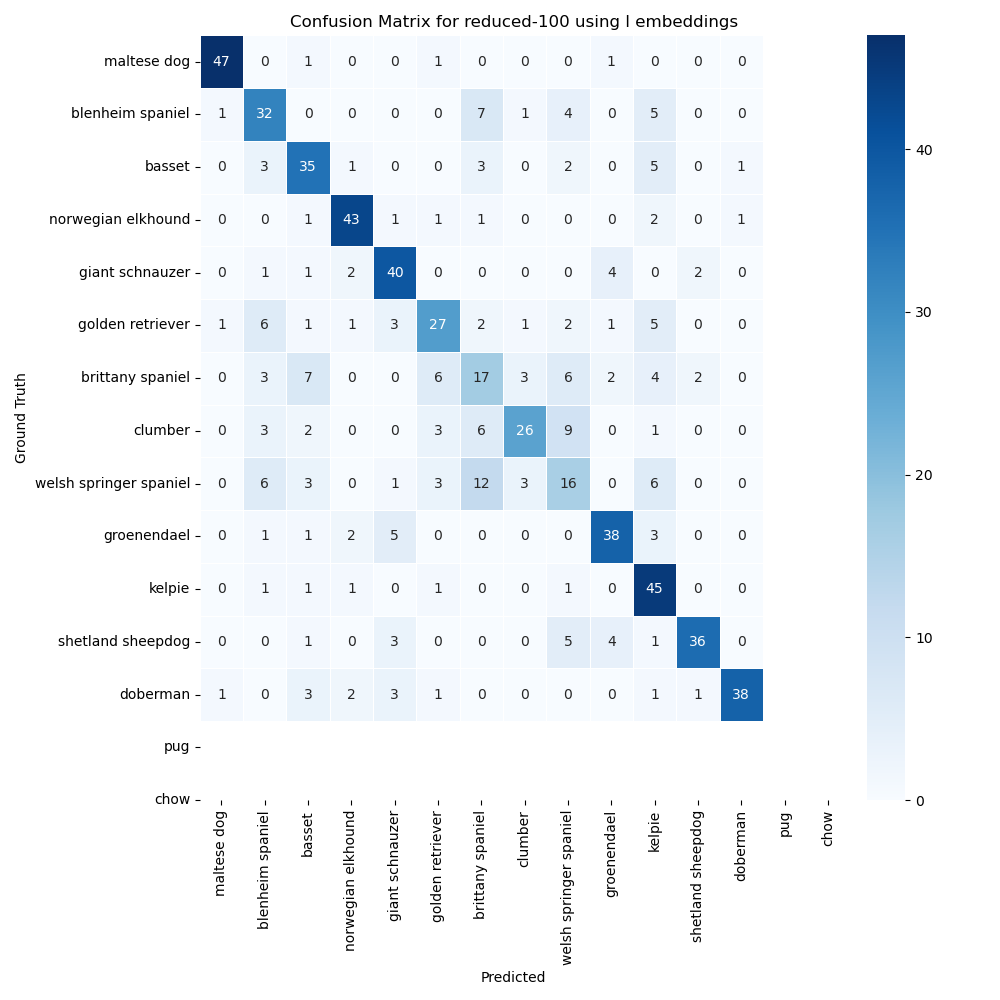 Confusion Matrix for reduced-100 using l embeddings
maltese dog 47 0 1 0 0 1 0 0 0 1 0 0 0
blenheim spaniel 1 32 0 0 0 0 7 1 4 0 5 0 0
basset 0 3 35 1 0 0 3 0 2 0 5 0 1
norwegian elkhound 0 0 1 43 1 1 1 0 0 0 2 0 1
giant schnauzer 0 1 1 2 40 0 0 0 0 4 0 2 0
golden retriever 1 6 1 1 3 27 2 1 2 1 5 0 0
brittany spaniel 0 3 7 0 0 6 17 3 6 2 4 2 0
clumber 0 3 2 0 0 3 6 26 9 0 1 0 0
welsh springer spaniel 0 6 3 0 1 3 12 3 16 0 6 0 0
groenendael 0 1 1 2 5 0 0 0 0 38 3 0 0
kelpie 0 1 1 1 0 1 0 0 1 0 45 0 0
shetland sheepdog 0 0 1 0 3 0 0 0 5 4 1 36 0
doberman 1 0 3 2 3 1 0 0 0 0 1 1 38
pug
chow
Ground Truth
maltese dog
blenheim spaniel
basset
norwegian elkhound
giant schnauzer
golden retriever
brittany spaniel
clumber
welsh springer spaniel
groenendael
kelpie
shetland sheepdog
doberman
pug
chow
Predicted
40
30
20
10
0